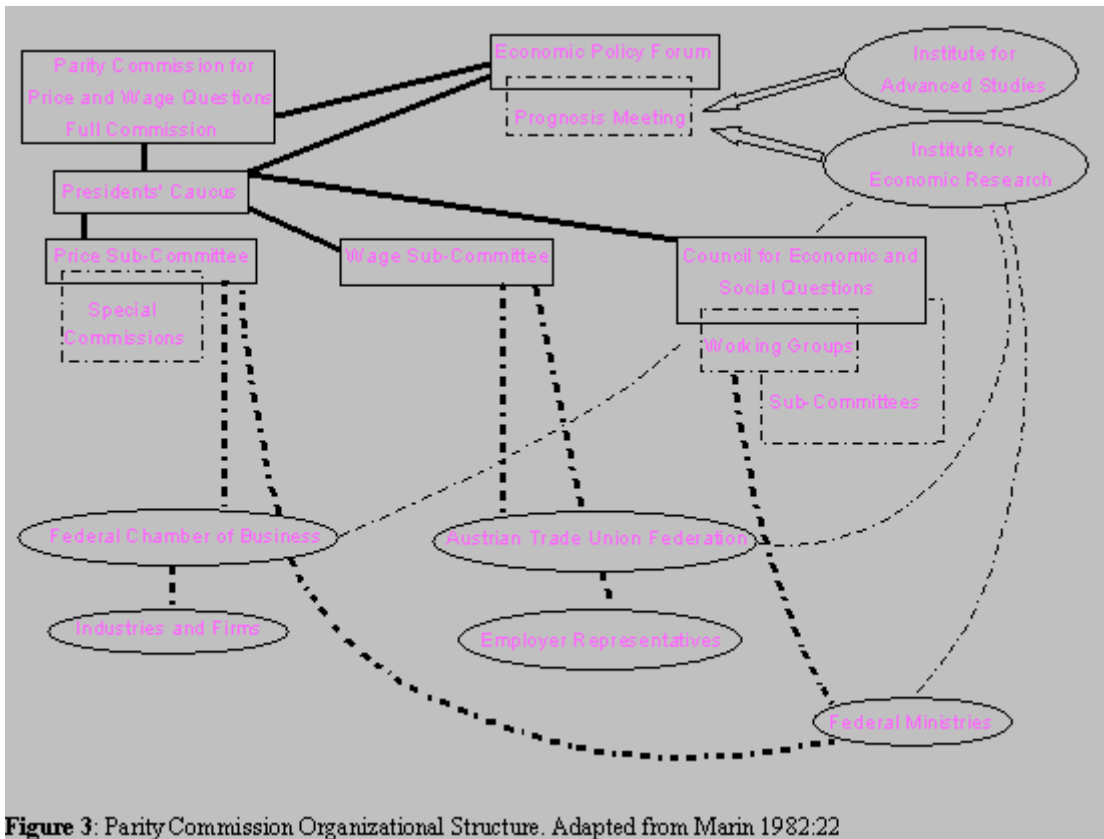 Parity Commission for
Price and Wage Questions
Full Commission
Economic Policy Forum
Prognosis Meeting
Institute for
Advanced Studies
Institute for
Economic Research
Presidents' Caucus
Price Sub-Committee
Special
Commissions
Wage Sub-Committee
Council for Economic and
Social Questions
Working Groups
Sub-Committees
Federal Chamber of Business
Austrian Trade Union Federation
Industries and Firms
Employer Representatives
Federal Ministries
Figure 3: Parity Commission Organizational Structure. Adapted from Marin 1982:22